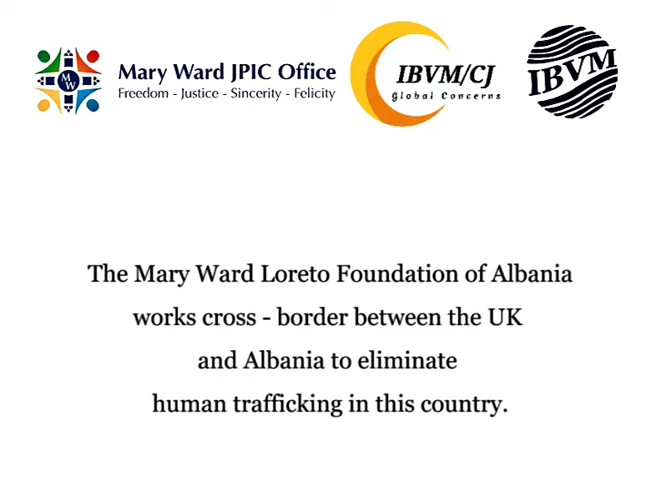 Mary Ward JPIC Office
Freedom - Justice - Sincerity - Felicity
MW
IBVM/CJ
Global Concerns
IBVM
The Mary Ward Loreto Foundation of Albania
works cross - border between the UK
and Albania to eliminate
human trafficking in this country.